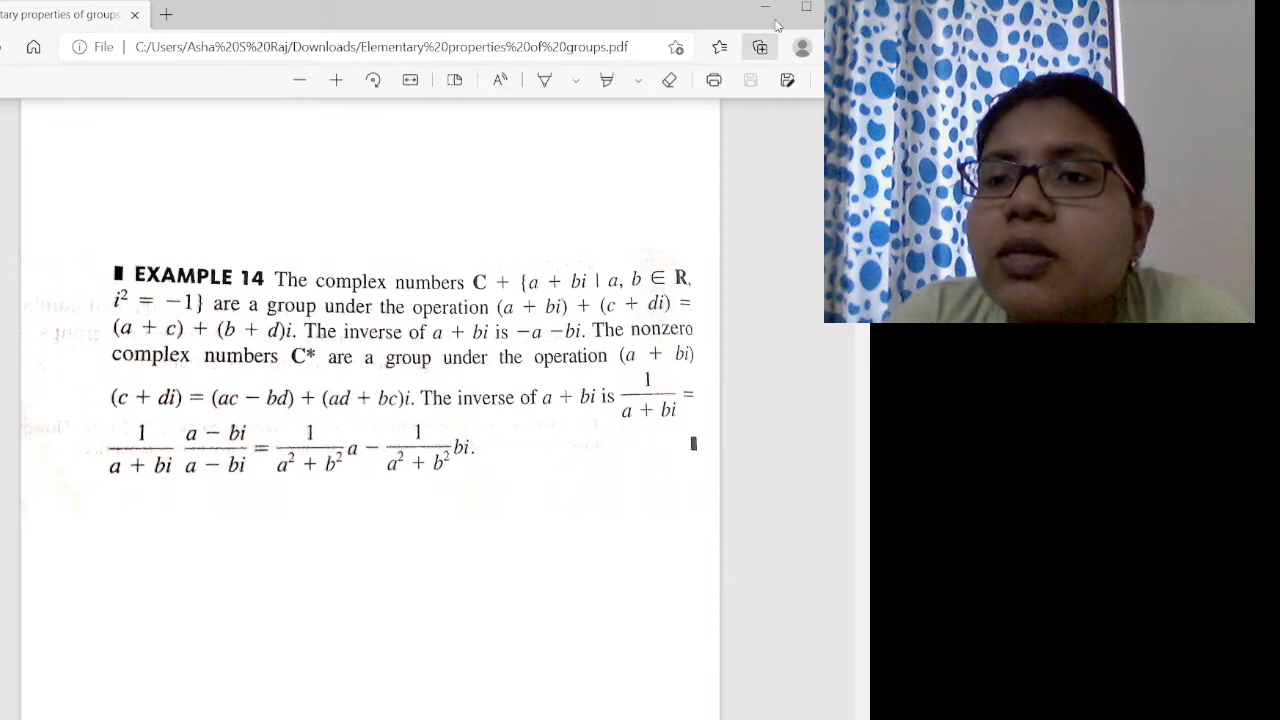 tary properties of groups.
File | C:/Users/Asha%20S%20Raj/Downloads/Elementary%20properties%20of%20groups.pdf
EXAMPLE 14 The complex numbers C + {a + bi | a, b ∈ R,
i² = −1} are a group under the operation (a + bi) + (c + di) =
(a + c) + (b + d)i. The inverse of a + bi is −a −bi. The nonzero
complex numbers C* are a group under the operation (a + bi)
(c + di) = (ac − bd) + (ad + bc)i. The inverse of a + bi is 1/(a + bi) =
1/(a + bi) (a − bi)/(a − bi) = 1/(a² + b²) a − 1/(a² + b²) bi.